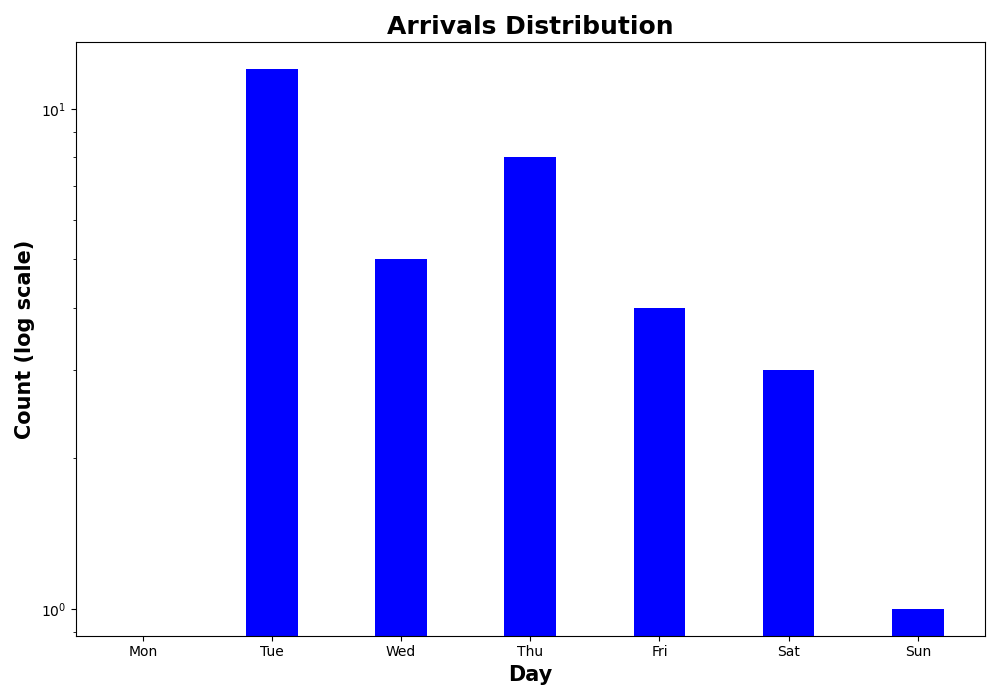 Arrivals Distribution
Count (log scale)
10¹
10⁰
Mon Tue Wed Thu Fri Sat Sun
Day